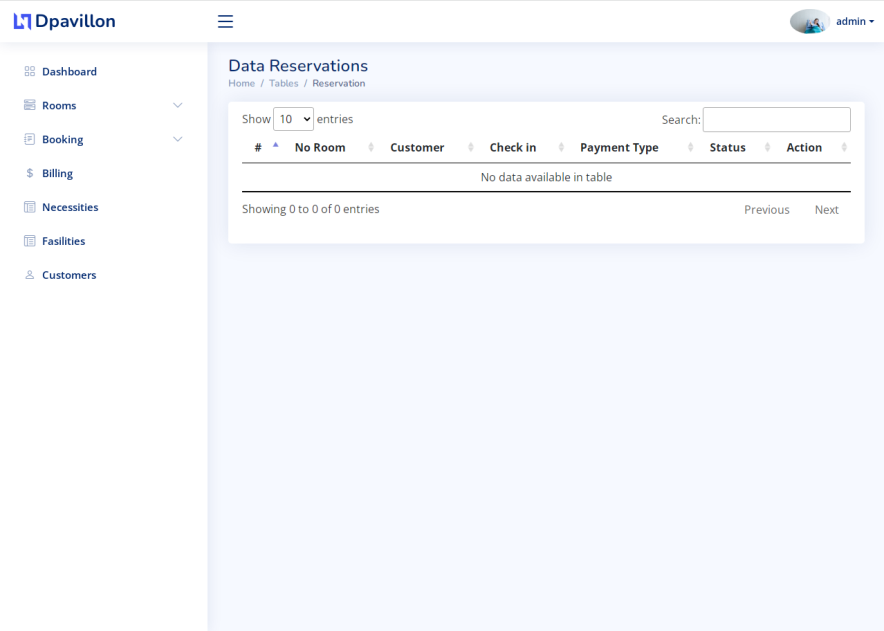 Dpavillon
admin
Dashboard
Rooms
Booking
$ Billing
Necessities
Fasilities
Customers
Data Reservations
Home / Tables / Reservation
Show 10 entries
Search:
# No Room Customer Check in Payment Type Status Action
No data available in table
Showing 0 to 0 of 0 entries
Previous Next